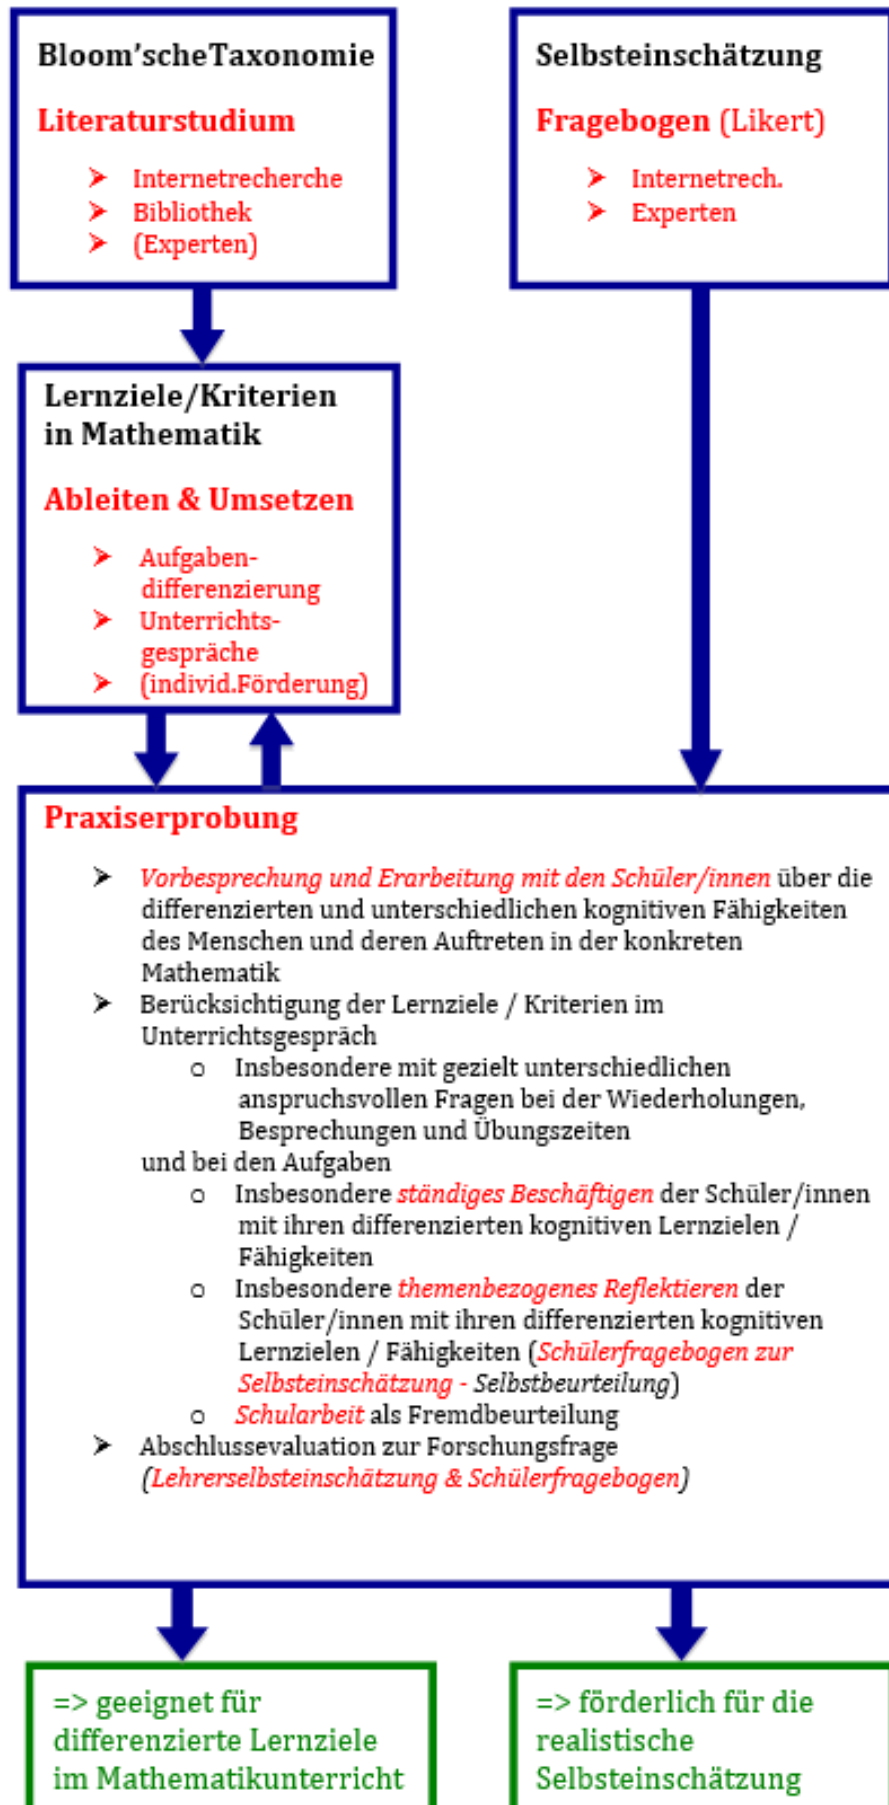 Bloom'scheTaxonomie
Literaturstudium
➤ Internetrecherche
➤ Bibliothek
➤ (Experten)
Selbsteinschätzung
Fragebogen (Likert)
➤ Internetrech.
➤ Experten
Lernziele/Kriterien
in Mathematik
Ableiten & Umsetzen
➤ Aufgaben-
differenzierung
➤ Unterrichts-
gespräche
➤ (individ.Förderung)
Praxiserprobung
➤ Vorbesprechung und Erarbeitung mit den Schüler/innen über die
differenzierten und unterschiedlichen kognitiven Fähigkeiten
des Menschen und deren Auftreten in der konkreten
Mathematik
➤ Berücksichtigung der Lernziele / Kriterien im
Unterrichtsgespräch
o Insbesondere mit gezielt unterschiedlichen
anspruchsvollen Fragen bei der Wiederholungen,
Besprechungen und Übungszeiten
und bei den Aufgaben
o Insbesondere ständiges Beschäftigen der Schüler/innen
mit ihren differenzierten kognitiven Lernzielen /
Fähigkeiten
o Insbesondere themenbezogenes Reflektieren der
Schüler/innen mit ihren differenzierten kognitiven
Lernzielen / Fähigkeiten (Schülerfragebogen zur
Selbsteinschätzung - Selbstbeurteilung)
o Schularbeit als Fremdbeurteilung
➤ Abschlussevaluation zur Forschungsfrage
(Lehrerselbsteinschätzung & Schülerfragebogen)
=> geeignet für
differenzierte Lernziele
im Mathematikunterricht
=> förderlich für die
realistische
Selbsteinschätzung